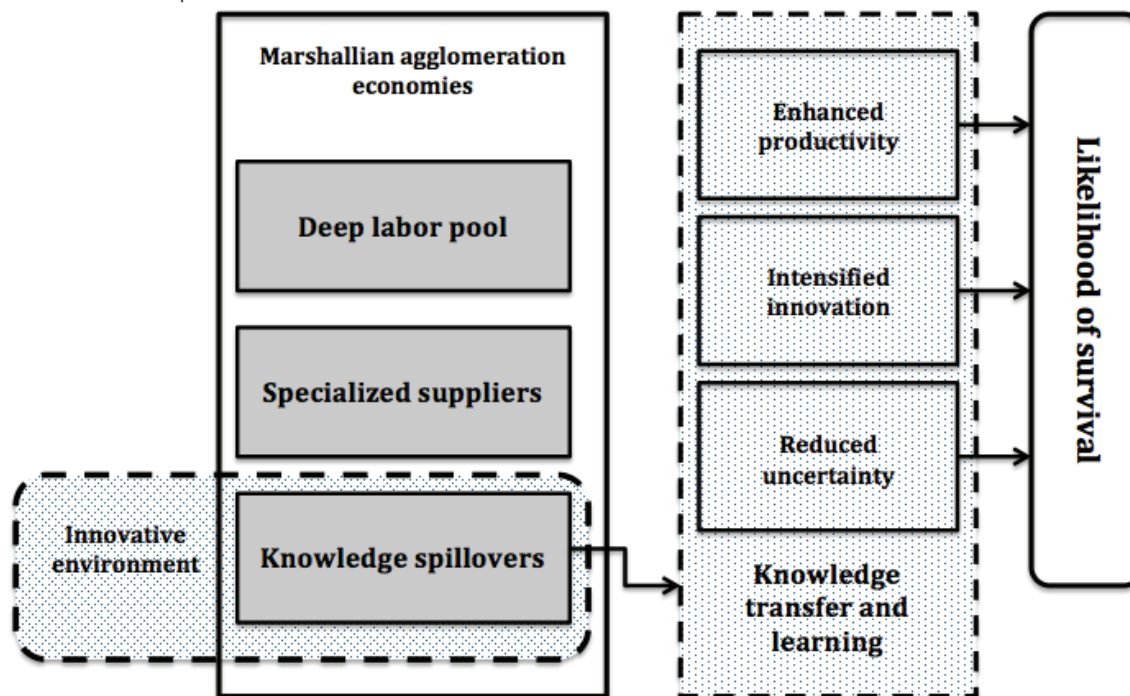 Marshallian agglomeration
economies
Deep labor pool
Specialized suppliers
Innovative
environment
Knowledge spillovers
Enhanced
productivity
Intensified
innovation
Reduced
uncertainty
Knowledge
transfer and
learning
Likelihood of survival